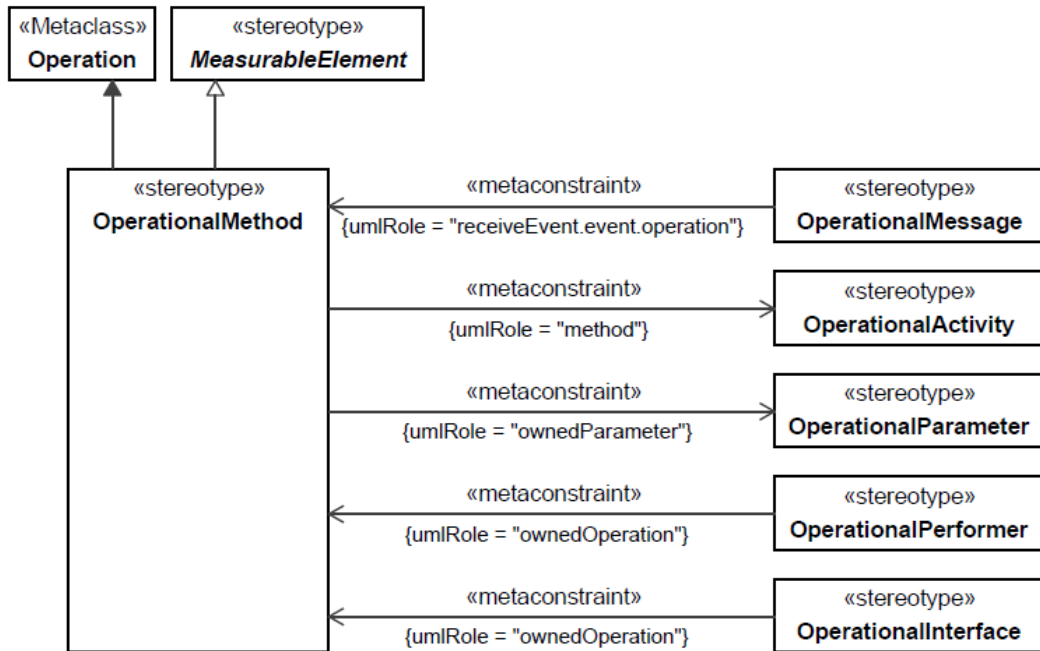 «Metaclass»
Operation
«stereotype»
MeasurableElement
«stereotype»
OperationalMethod
«metaconstraint»
{umlRole = "receiveEvent.event.operation"}
«stereotype»
OperationalMessage
«metaconstraint»
{umlRole = "method"}
«stereotype»
OperationalActivity
«metaconstraint»
{umlRole = "ownedParameter"}
«stereotype»
OperationalParameter
«metaconstraint»
{umlRole = "ownedOperation"}
«stereotype»
OperationalPerformer
«metaconstraint»
{umlRole = "ownedOperation"}
«stereotype»
OperationalInterface